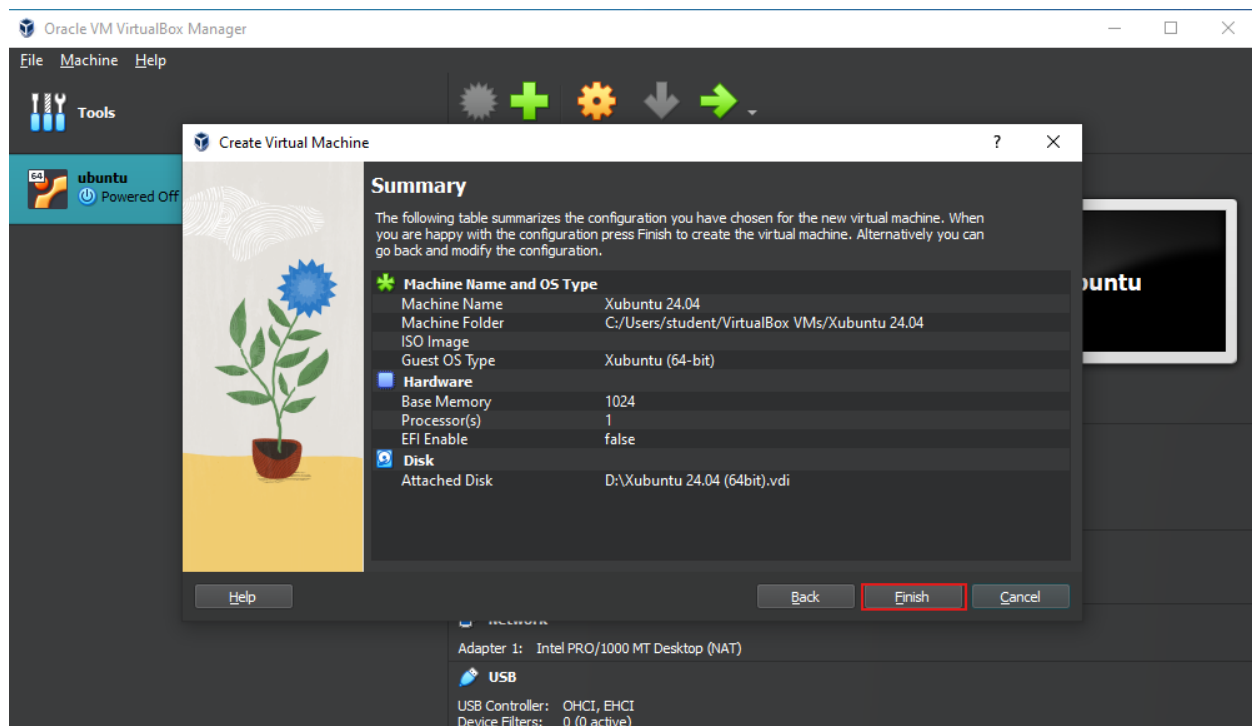 Oracle VM VirtualBox Manager
File Machine Help
Tools
Create Virtual Machine ?
64
ubuntu
Powered Off
Summary
The following table summarizes the configuration you have chosen for the new virtual machine. When
you are happy with the configuration press Finish to create the virtual machine. Alternatively you can
go back and modify the configuration.
Machine Name and OS Type
Machine Name Xubuntu 24.04
Machine Folder C:/Users/student/VirtualBox VMs/Xubuntu 24.04
ISO Image
Guest OS Type Xubuntu (64-bit)
Hardware
Base Memory 1024
Processor(s) 1
EFI Enable false
Disk
Attached Disk D:\Xubuntu 24.04 (64bit).vdi
buntu
Help Back Finish Cancel
Network
Adapter 1: Intel PRO/1000 MT Desktop (NAT)
USB
USB Controller: OHCI, EHCI
Device Filters: 0 (0 active)